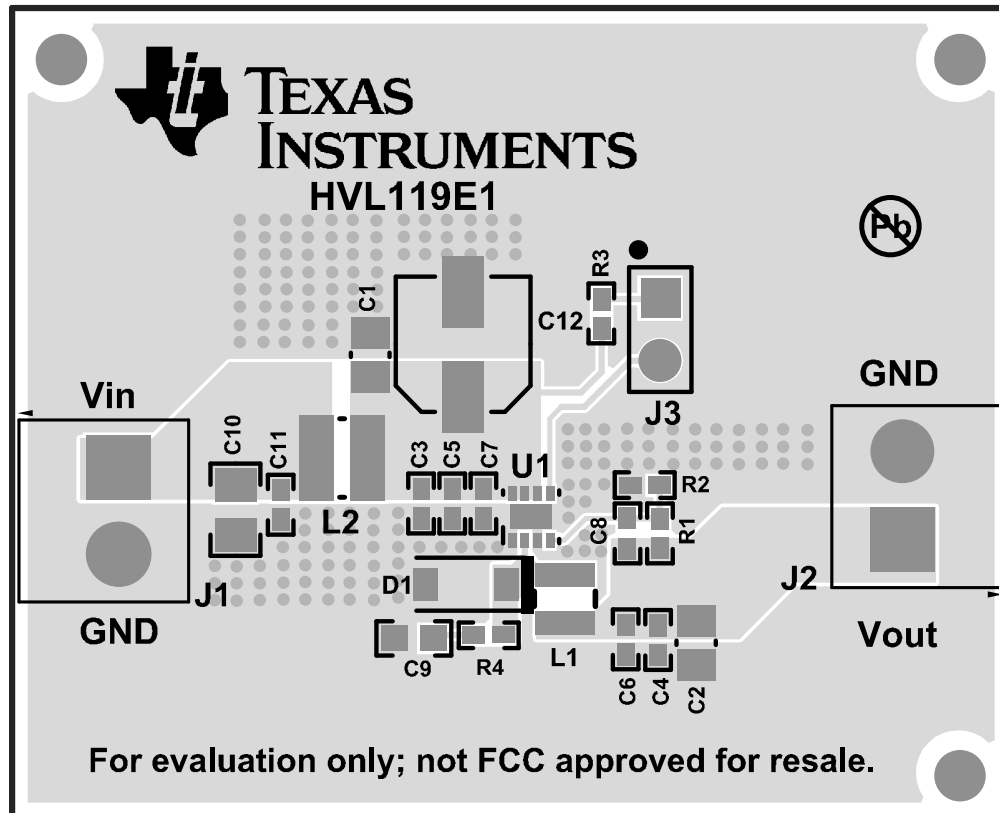 TEXAS
INSTRUMENTS
HVL119E1
Pb
R3
C1
C12
GND
Vin
J3
C10
C11
C3
C5
C7
U1
R2
L2
C8
R1
D1
J2
J1
GND
Vout
C9
R4
L1
C6
C4
C2
For evaluation only; not FCC approved for resale.